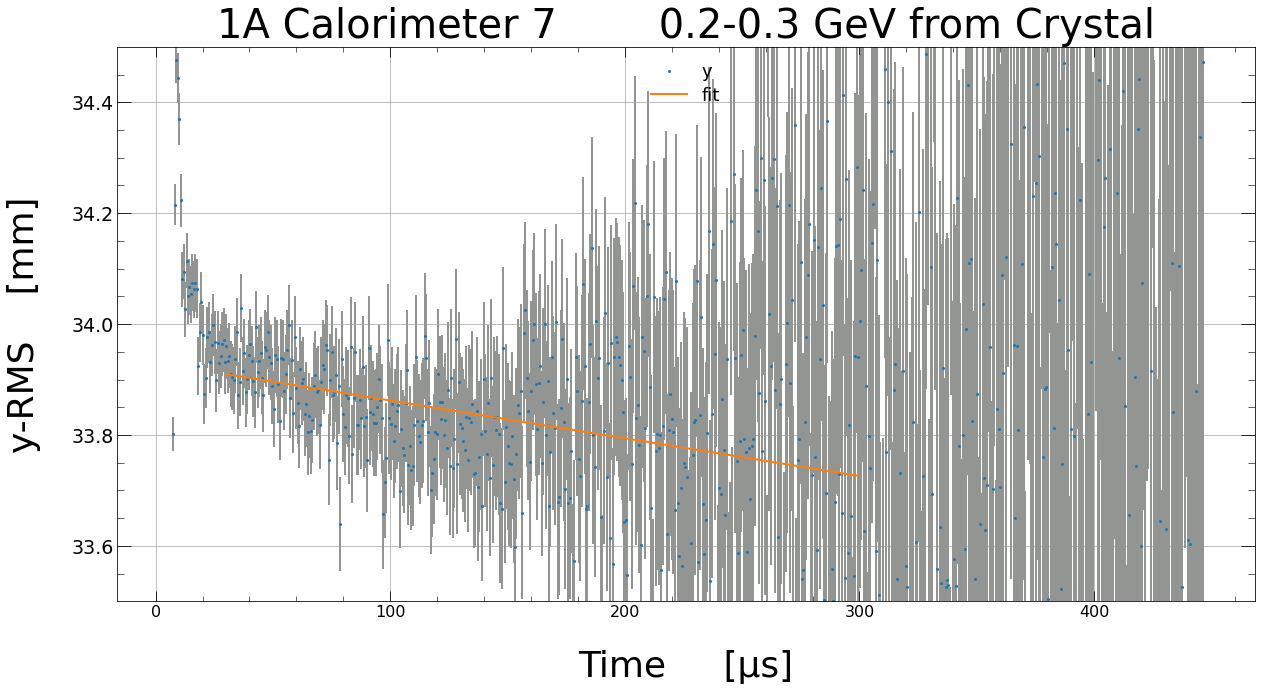 1A Calorimeter 7 0.2-0.3 GeV from Crystal
y
fit
34.4
34.2
34.0
33.8
33.6
y-RMS [mm]
0 100 200 300 400
Time [µs]